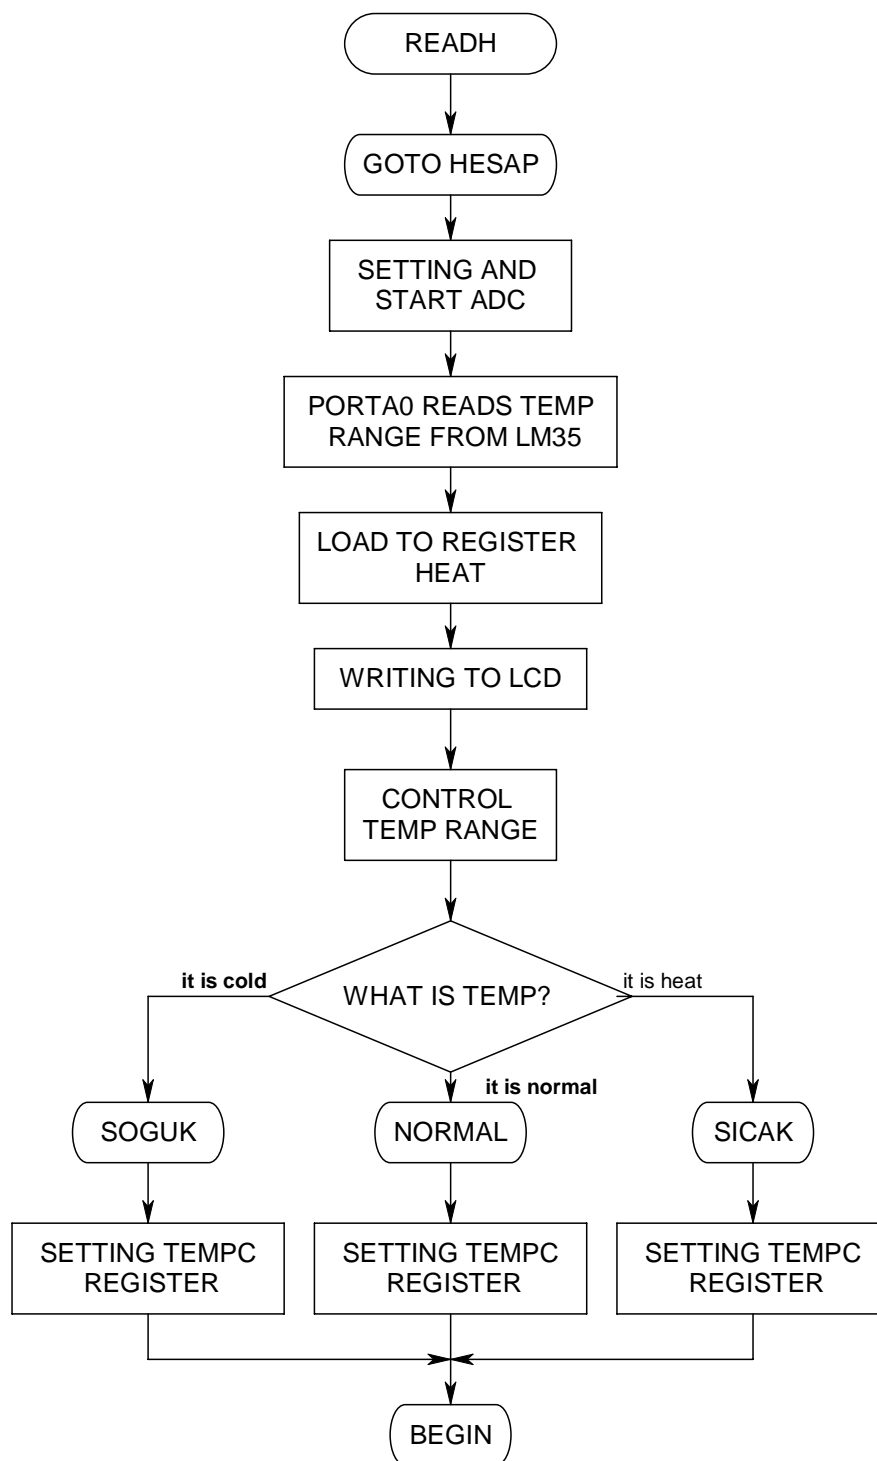 READH
GOTO HESAP
SETTING AND
START ADC
PORTA0 READS TEMP
RANGE FROM LM35
LOAD TO REGISTER
HEAT
WRITING TO LCD
CONTROL
TEMP RANGE
WHAT IS TEMP?
it is cold
it is heat
it is normal
SOGUK
NORMAL
SICAK
SETTING TEMPC
REGISTER
SETTING TEMPC
REGISTER
SETTING TEMPC
REGISTER
BEGIN